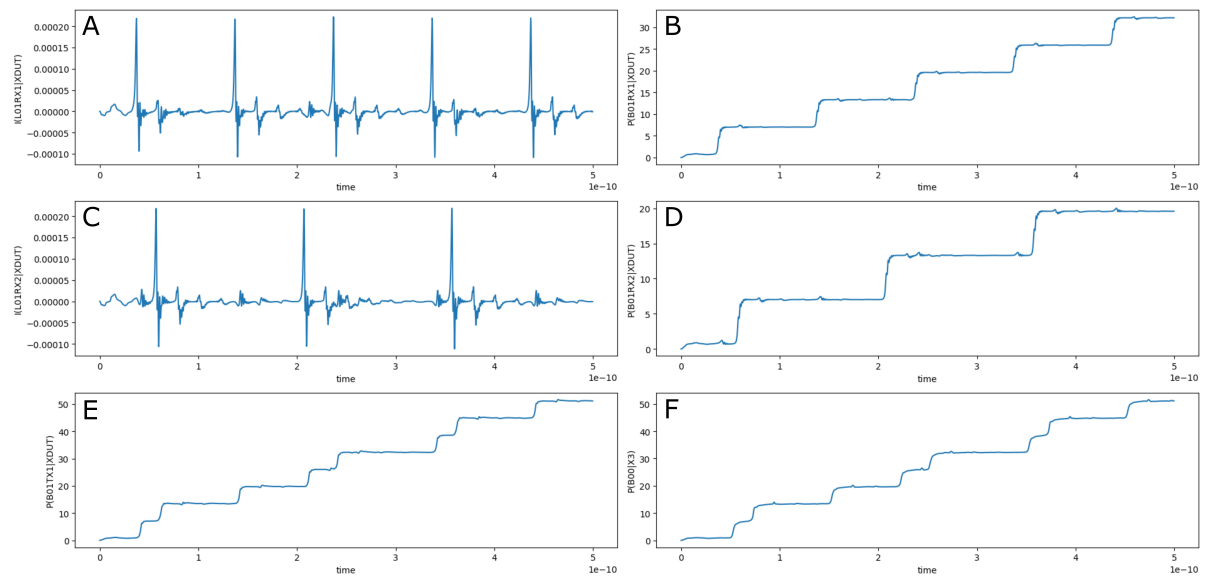 A
I(L01RX1|XDUT)
0.00020
0.00015
0.00010
0.00005
0.00000
−0.00005
−0.00010
0 1 2 3 4 5
time
1e−10
B
P(B01RX1|XDUT)
30
25
20
15
10
5
0
0 1 2 3 4 5
time
1e−10
C
I(L01RX2|XDUT)
0.00020
0.00015
0.00010
0.00005
0.00000
−0.00005
−0.00010
0 1 2 3 4 5
time
1e−10
D
P(B01RX2|XDUT)
20
15
10
5
0
0 1 2 3 4 5
time
1e−10
E
P(B01TX1|XDUT)
50
40
30
20
10
0
0 1 2 3 4 5
time
1e−10
F
P(B00|X3)
50
40
30
20
10
0
0 1 2 3 4 5
time
1e−10